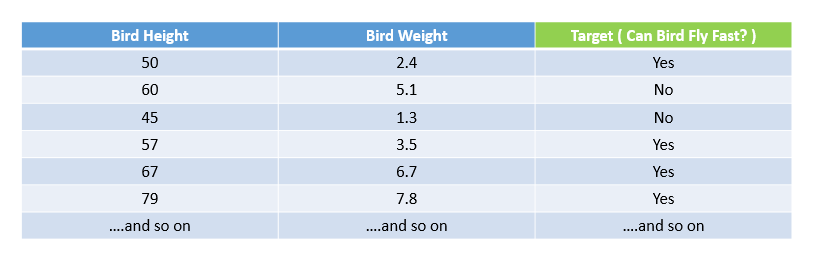 Bird Height Bird Weight Target ( Can Bird Fly Fast? )
50 2.4 Yes
60 5.1 No
45 1.3 No
57 3.5 Yes
67 6.7 Yes
79 7.8 Yes
....and so on ....and so on ....and so on